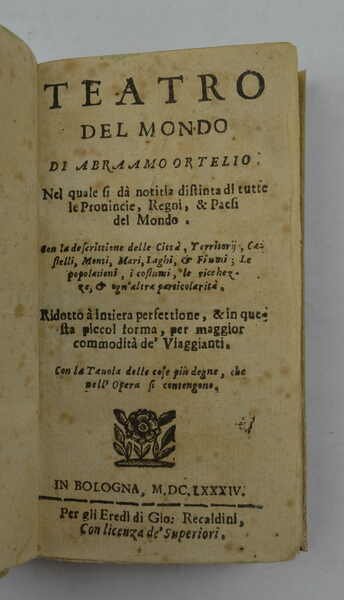 TEATRO
DEL MONDO
DI ABRAAMO ORTELIO.
Nel quale si dà notitia distinta di tutte
le Prouincie, Regni, & Paesi
del Mondo.
Con la descrittione delle Città, Territorij, Ca-
stelli, Monti, Mari, Laghi, & Fiumi; Le
popolationi, i costumi, le ricchez-
ze, & ogn'altra particolarità.
Ridotto à intiera perfettione, & in que-
sta piccol forma, per maggior
commodità de' Viaggianti.
Con la Tauola delle cose più degne, che
nell' Opera si contengono.
IN BOLOGNA, M.DC.LXXXIV.
Per gli Eredi di Gio: Recaldini,
Con licenza de' Superiori.